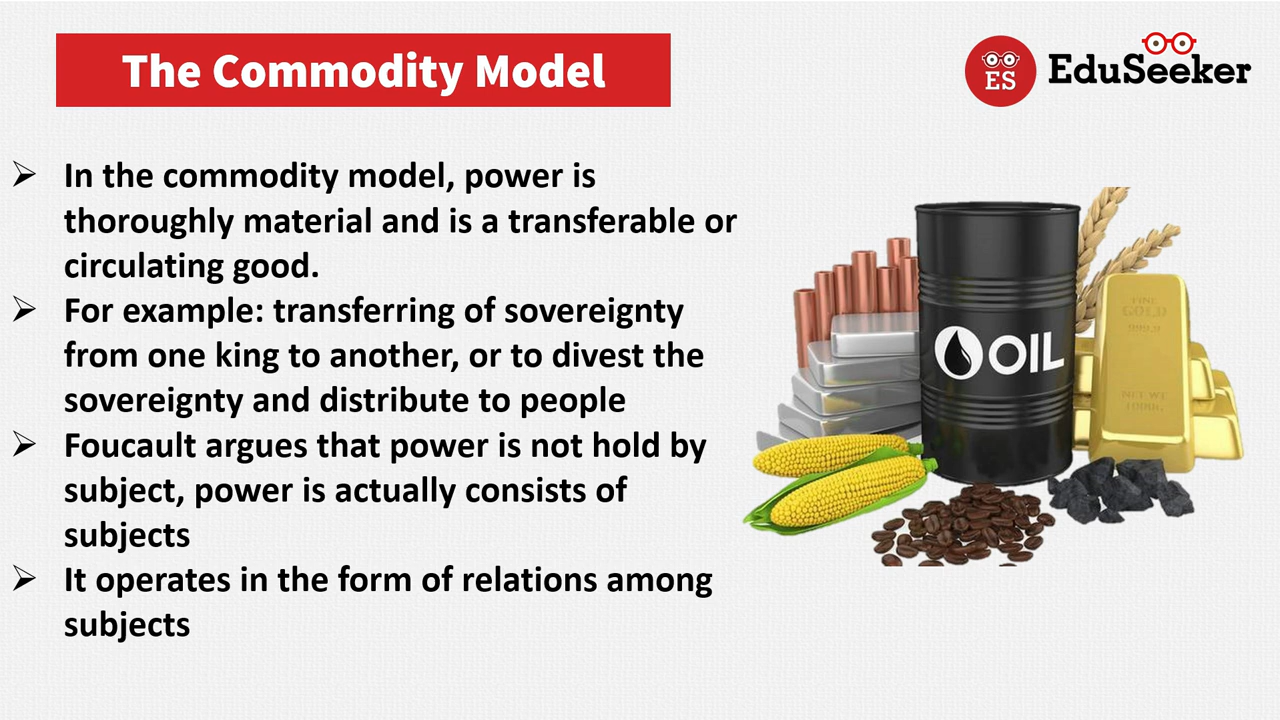 The Commodity Model
ES
EduSeeker
➢ In the commodity model, power is
thoroughly material and is a transferable or
circulating good.
➢ For example: transferring of sovereignty
from one king to another, or to divest the
sovereignty and distribute to people
➢ Foucault argues that power is not hold by
subject, power is actually consists of
subjects
➢ It operates in the form of relations among
subjects
OIL
FINE
GOLD
999.9
NET WT